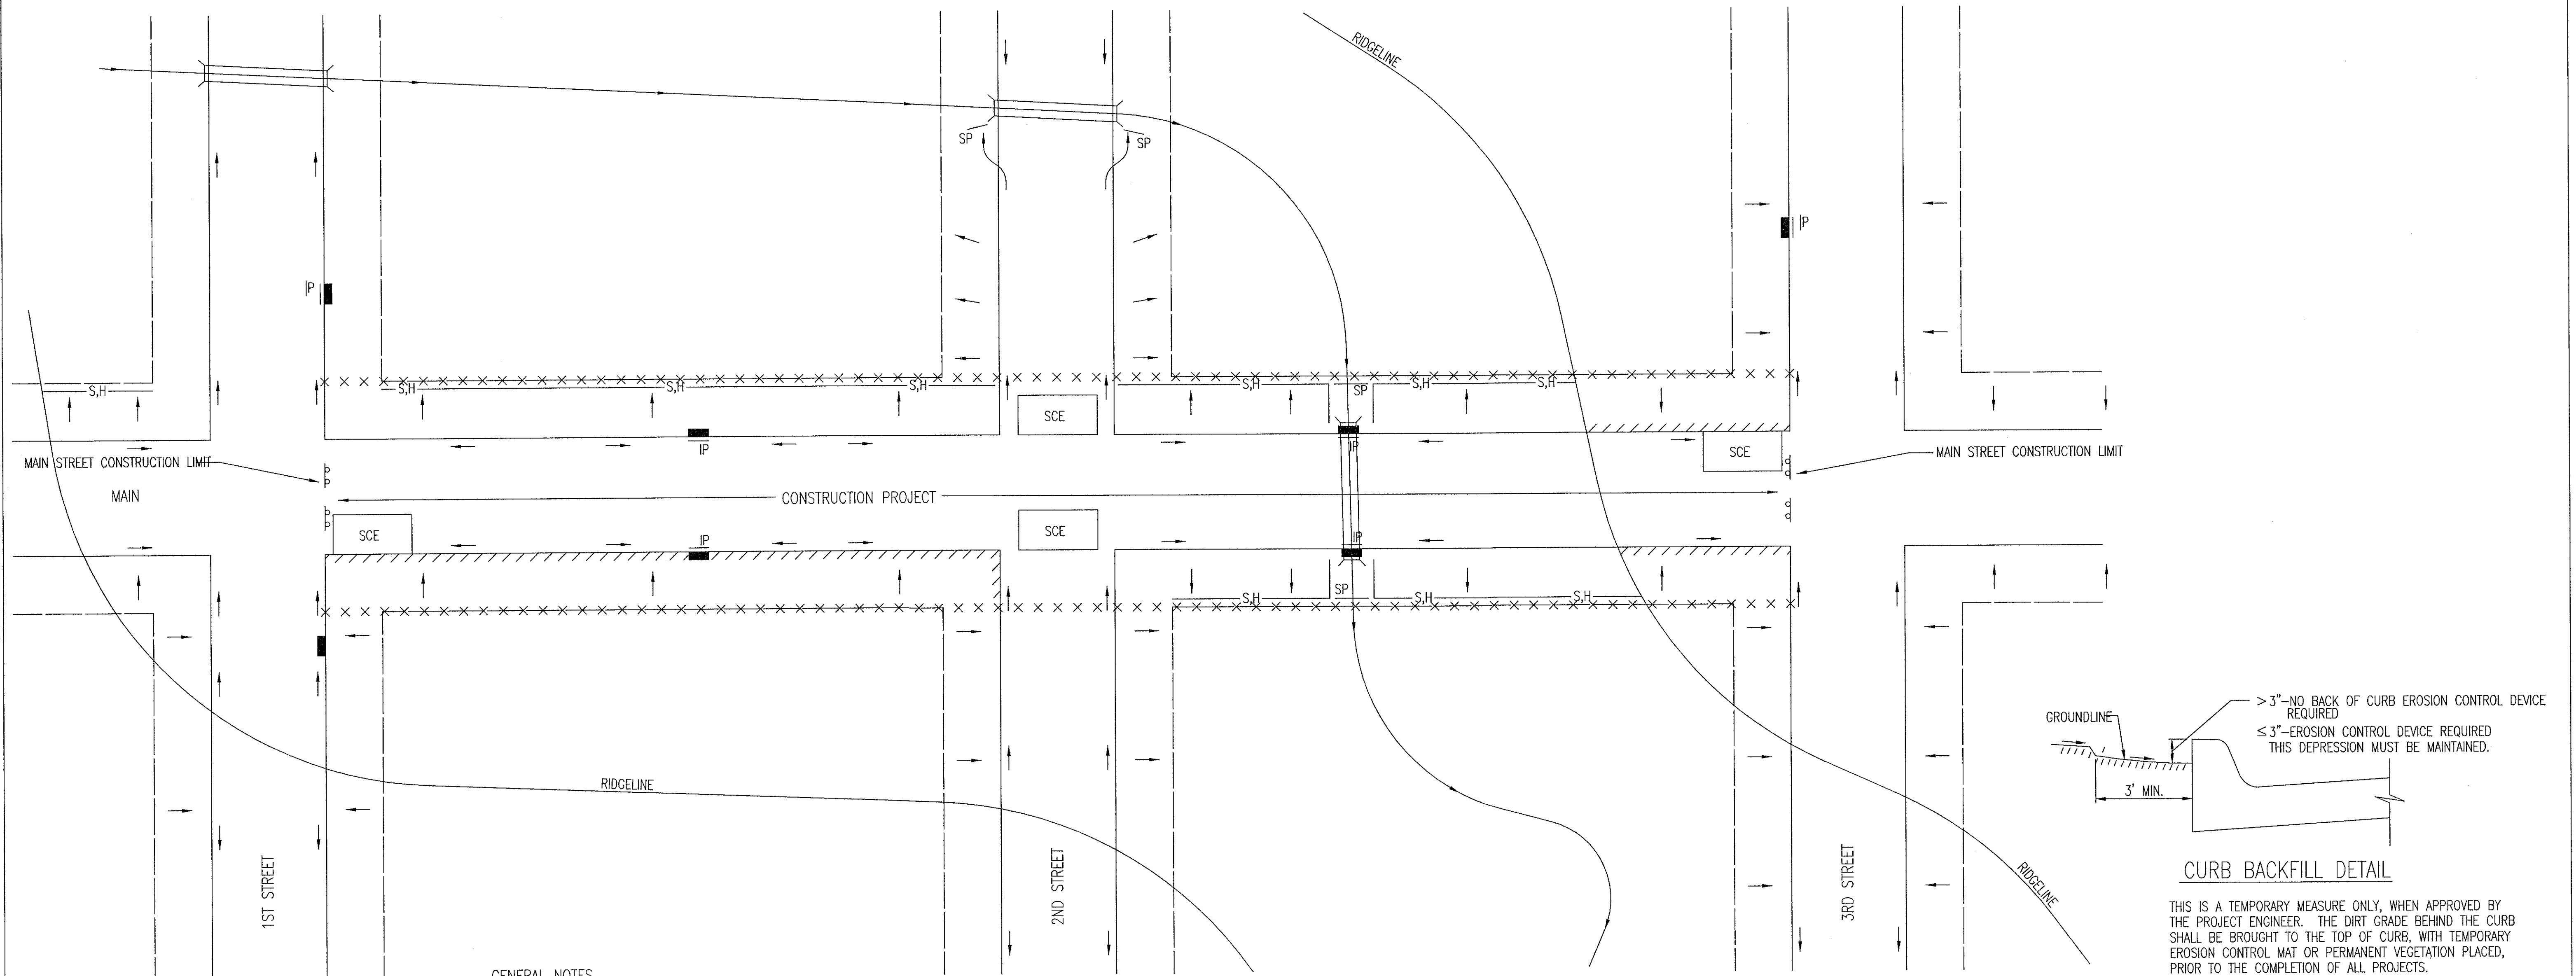 RIDGELINE
SP
SP
IP
IP
S,H
S,H
S,H
S,H
S,H
SP
S,H
S,H
SCE
IP
IP
SCE
MAIN STREET CONSTRUCTION LIMIT
MAIN STREET CONSTRUCTION LIMIT
MAIN
CONSTRUCTION PROJECT
SCE
IP
SCE
IP
S,H
SP
S,H
S,H
RIDGELINE
1ST STREET
2ND STREET
3RD STREET
RIDGELINE
GROUNDLINE
> 3"-NO BACK OF CURB EROSION CONTROL DEVICE
REQUIRED
≤ 3"-EROSION CONTROL DEVICE REQUIRED
THIS DEPRESSION MUST BE MAINTAINED.
3' MIN.
CURB BACKFILL DETAIL
THIS IS A TEMPORARY MEASURE ONLY, WHEN APPROVED BY
THE PROJECT ENGINEER. THE DIRT GRADE BEHIND THE CURB
SHALL BE BROUGHT TO THE TOP OF CURB, WITH TEMPORARY
EROSION CONTROL MAT OR PERMANENT VEGETATION PLACED,
PRIOR TO THE COMPLETION OF ALL PROJECTS.
GENERAL NOTES